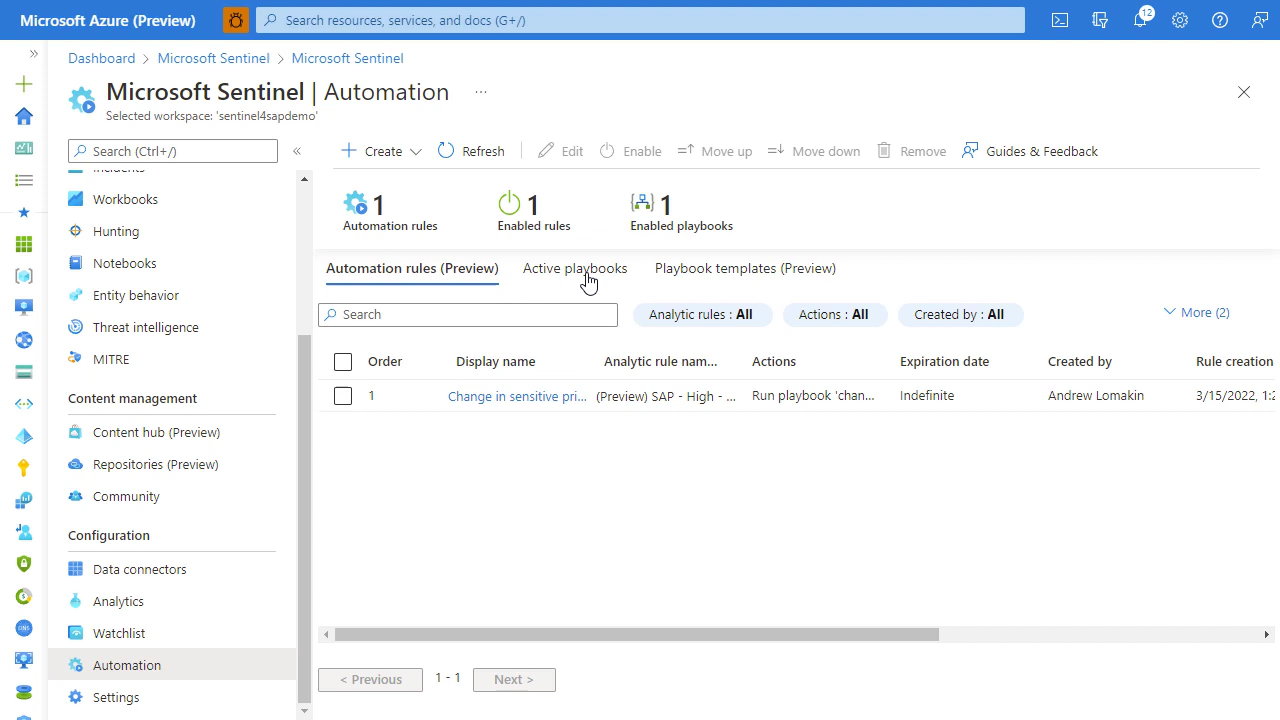 Microsoft Azure (Preview)
Search resources, services, and docs (G+/)
12
Dashboard > Microsoft Sentinel > Microsoft Sentinel
Microsoft Sentinel | Automation ...
Selected workspace: 'sentinel4sapdemo'
Search (Ctrl+/)
Create
Refresh
Edit
Enable
Move up
Move down
Remove
Guides & Feedback
Incidents
Workbooks
Hunting
Notebooks
Entity behavior
Threat intelligence
MITRE
Content management
Content hub (Preview)
Repositories (Preview)
Community
Configuration
Data connectors
Analytics
Watchlist
Automation
Settings
1
Automation rules
1
Enabled rules
1
Enabled playbooks
Automation rules (Preview)
Active playbooks
Playbook templates (Preview)
Search
Analytic rules : All
Actions : All
Created by : All
More (2)
Order
Display name
Analytic rule nam...
Actions
Expiration date
Created by
Rule creation
1
Change in sensitive pri...
(Preview) SAP - High - ...
Run playbook 'chan...
Indefinite
Andrew Lomakin
3/15/2022, 1:2
< Previous
1 - 1
Next >